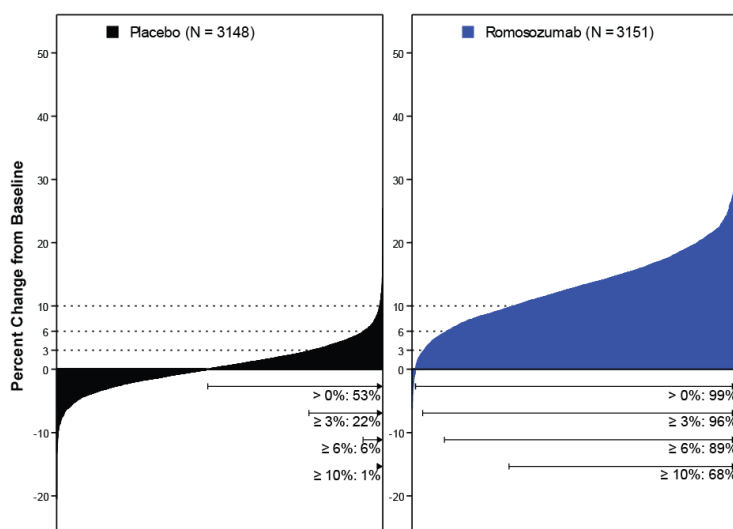 Placebo (N = 3148)
Romosozumab (N = 3151)
Percent Change from Baseline
50
40
30
20
10
6
3
0
-10
-20
50
40
30
20
10
6
3
0
-10
-20
> 0%: 53%
≥ 3%: 22%
≥ 6%: 6%
≥ 10%: 1%
> 0%: 99%
≥ 3%: 96%
≥ 6%: 89%
≥ 10%: 68%